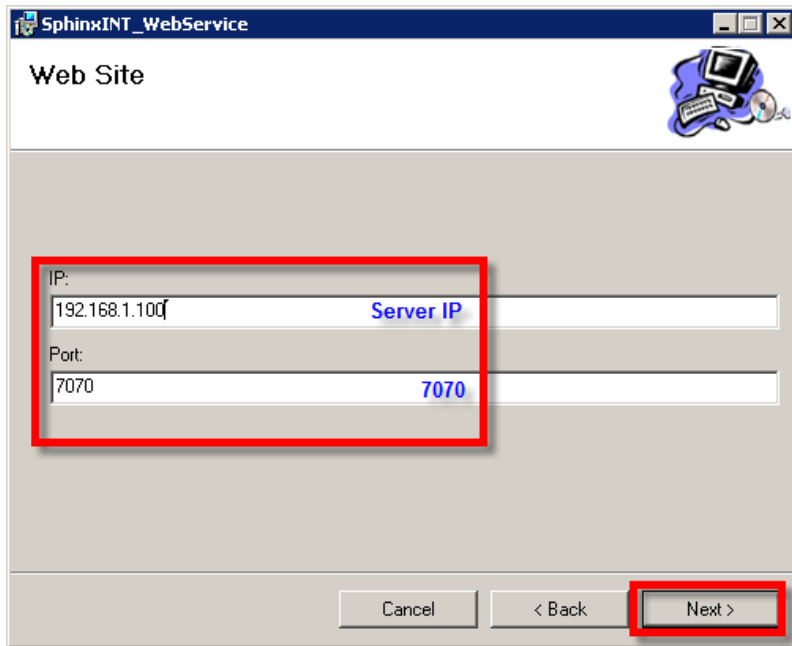 SphinxINT_WebService
Web Site
IP:
192.168.1.100 Server IP
Port:
7070 7070
Cancel < Back Next >